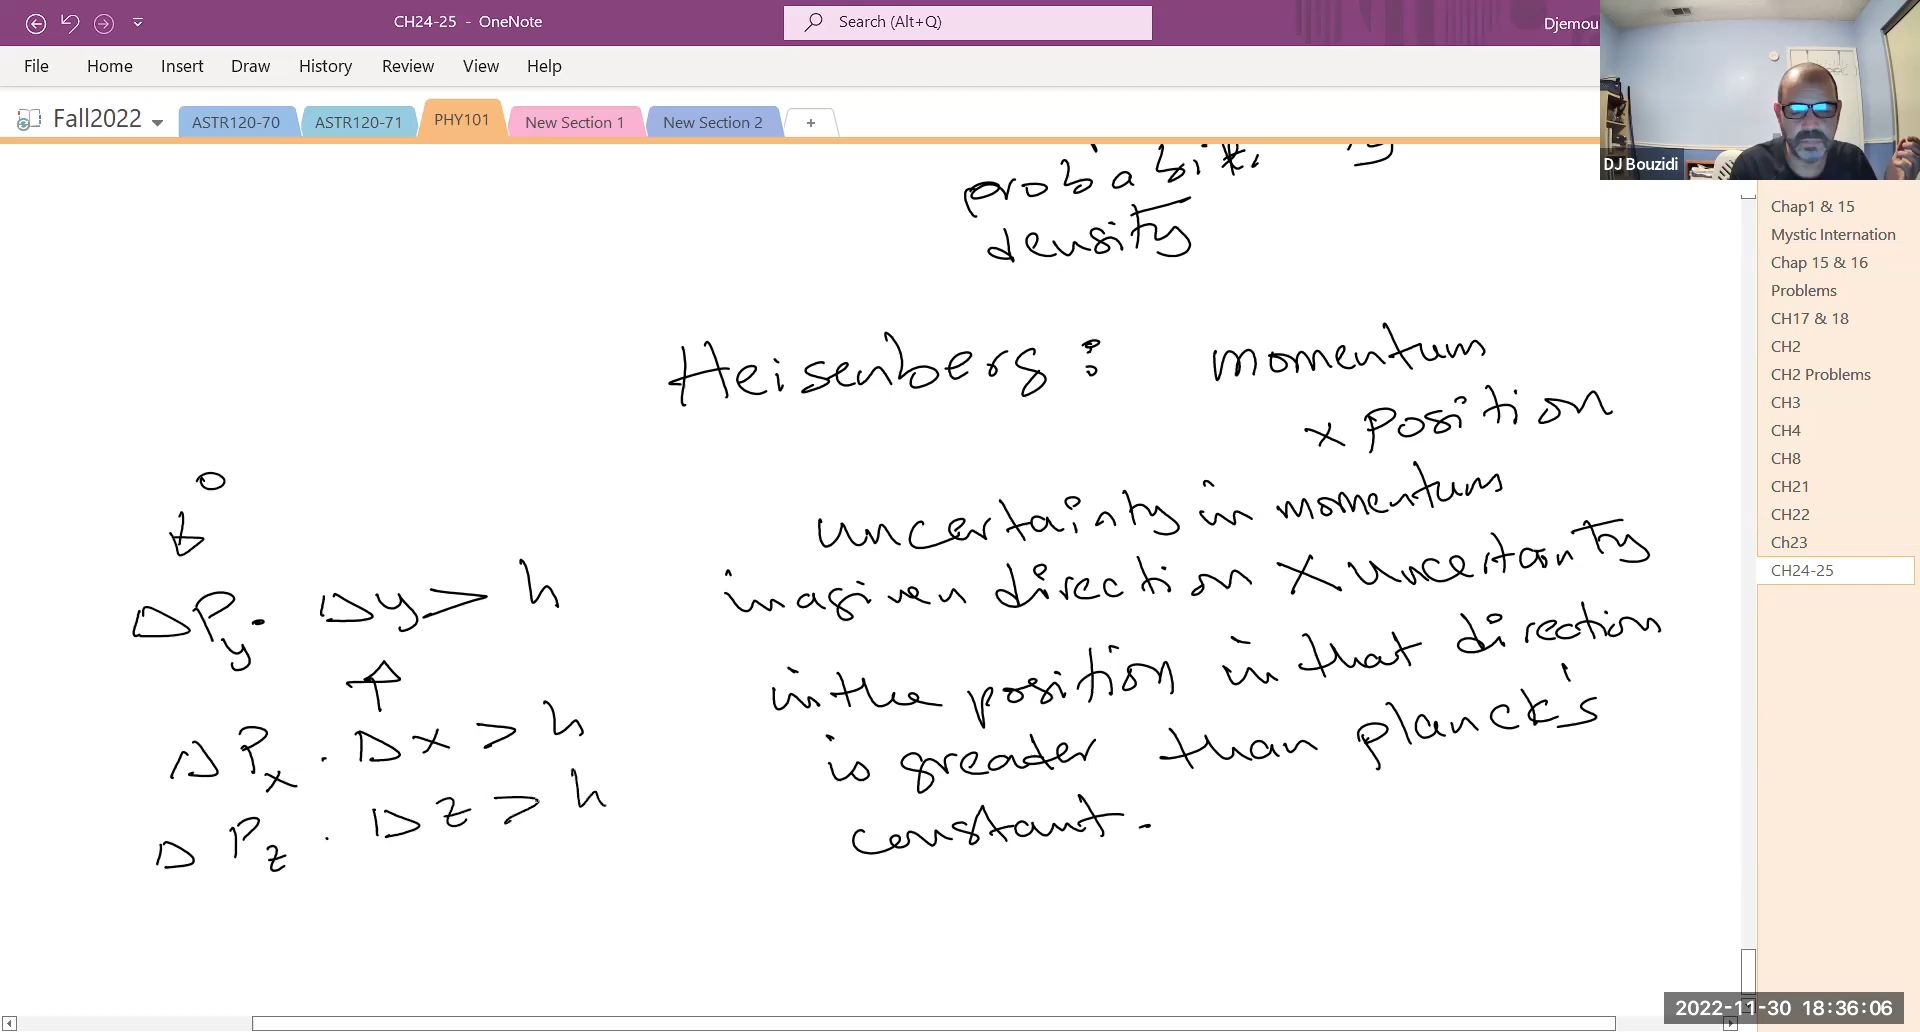 CH24-25 - OneNote
Search (Alt+Q)
Djemou
File Home Insert Draw History Review View Help
Fall2022 ASTR120-70 ASTR120-71 PHY101 New Section 1 New Section 2 +
DJ Bouzidi
density
Heisenberg : momentum
x Position
uncertainty in momentum
in a given direction X uncertainty
in the position in that direction
is greader than planck's
constant.
o
ΔPy . Δy > h
ΔPx . Δx > h
ΔPz . Δz > h
Chap1 & 15
Mystic Internation
Chap 15 & 16
Problems
CH17 & 18
CH2
CH2 Problems
CH3
CH4
CH8
CH21
CH22
Ch23
CH24-25
2022-11-30 18:36:06